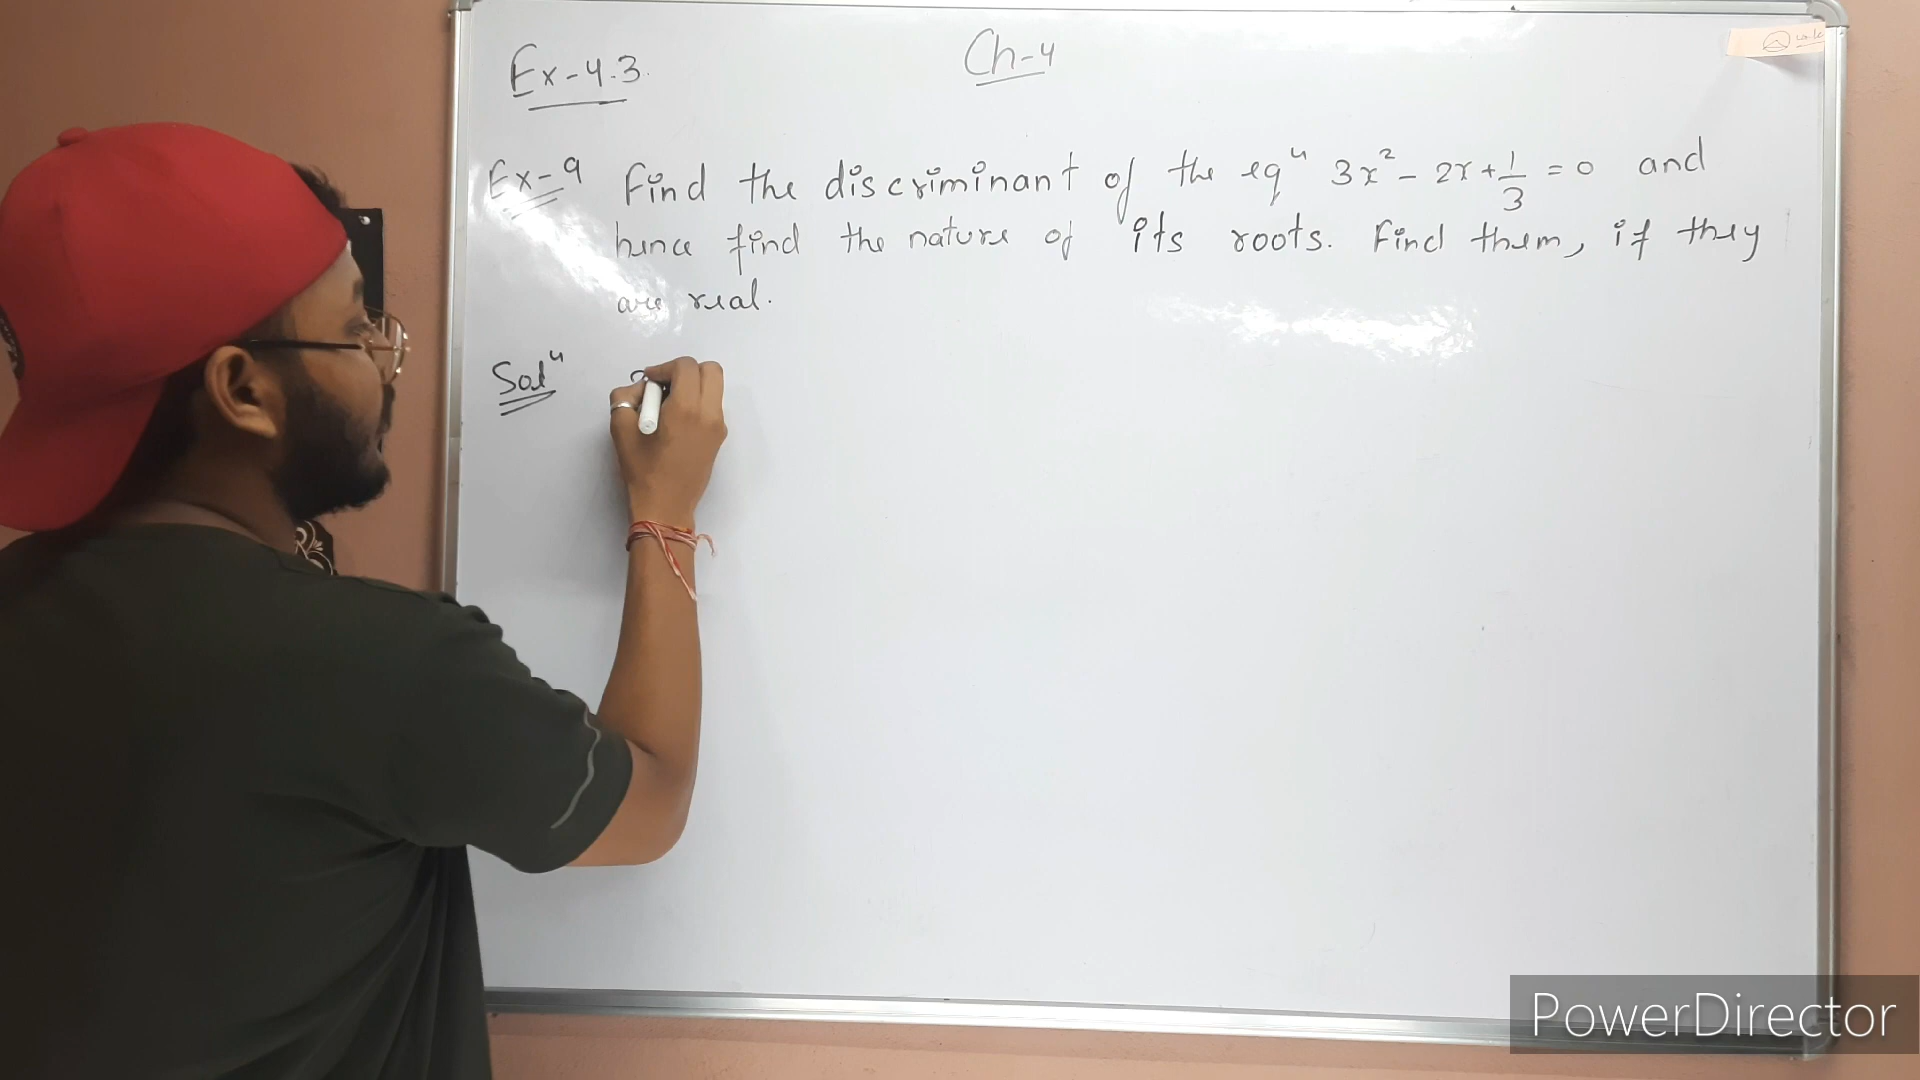 Ch-4
Ex-4.3
Ex-9 Find the discriminant of the eqⁿ 3x² - 2x + 1/3 = 0 and
hence find the nature of its roots. Find them, if they
are real.
Solⁿ
PowerDirector